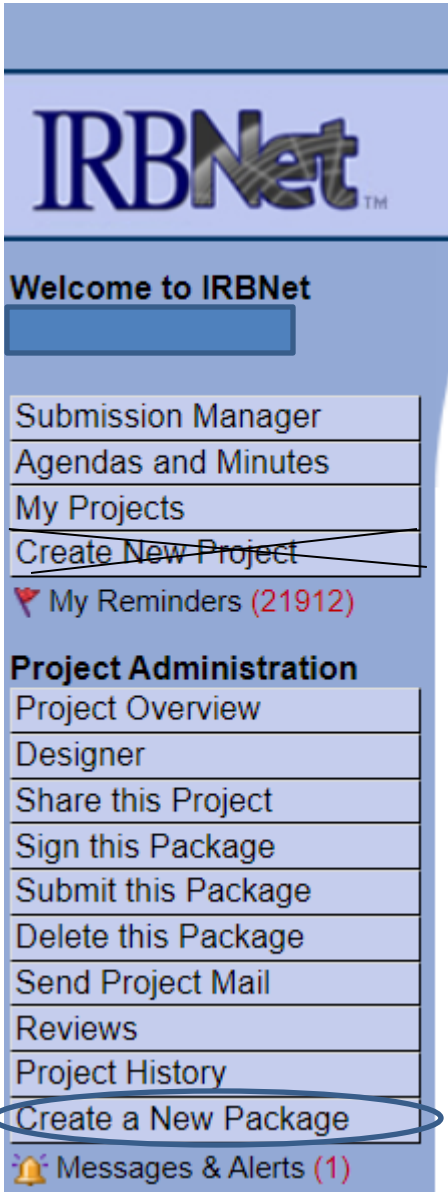 IRBNet TM
Welcome to IRBNet
Submission Manager
Agendas and Minutes
My Projects
Create New Project
My Reminders (21912)
Project Administration
Project Overview
Designer
Share this Project
Sign this Package
Submit this Package
Delete this Package
Send Project Mail
Reviews
Project History
Create a New Package
Messages & Alerts (1)